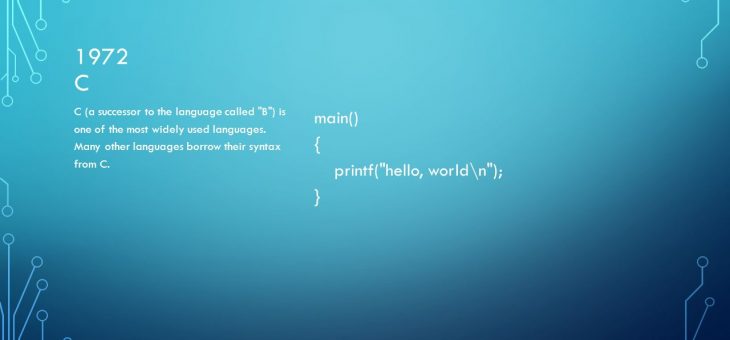 1972
C
C (a successor to the language called "B") is
one of the most widely used languages.
Many other languages borrow their syntax
from C.
main()
{
printf("hello, world\n");
}